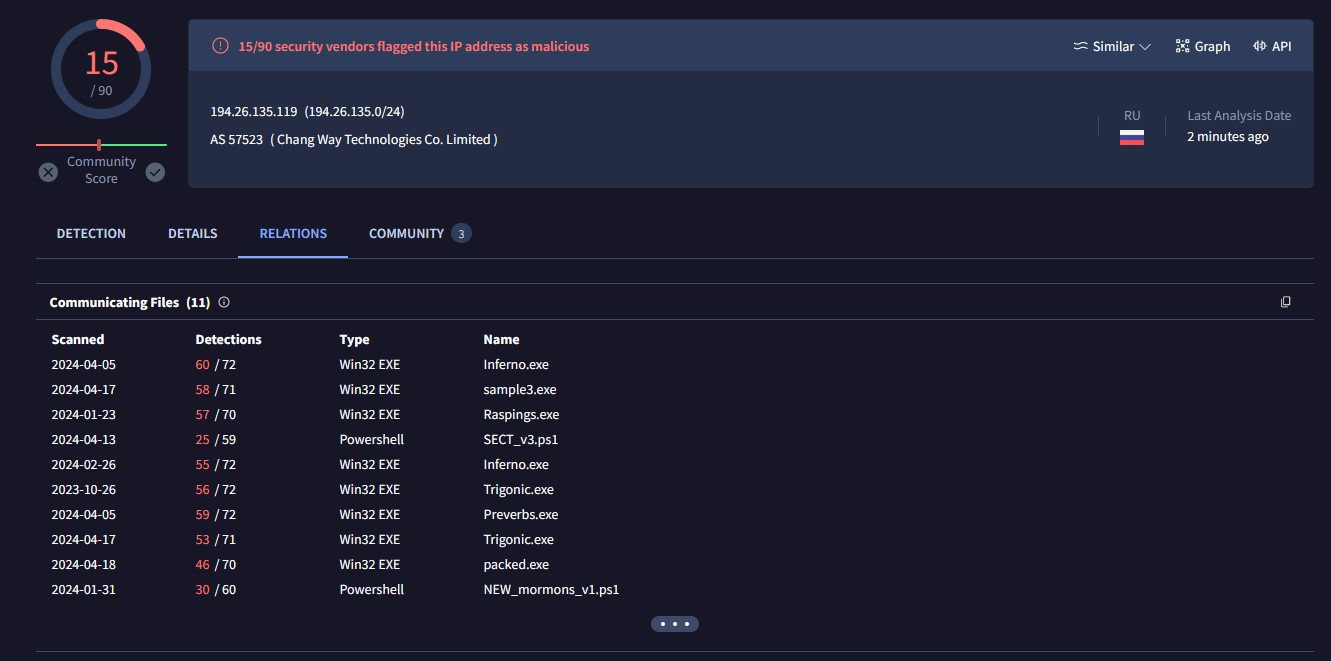 15
/ 90
Community
Score
15/90 security vendors flagged this IP address as malicious
Similar
Graph
API
194.26.135.119 (194.26.135.0/24)
AS 57523 ( Chang Way Technologies Co. Limited )
RU
Last Analysis Date
2 minutes ago
DETECTION DETAILS RELATIONS COMMUNITY 3
Communicating Files (11)
Scanned Detections Type Name
2024-04-05 60 / 72 Win32 EXE Inferno.exe
2024-04-17 58 / 71 Win32 EXE sample3.exe
2024-01-23 57 / 70 Win32 EXE Raspings.exe
2024-04-13 25 / 59 Powershell SECT_v3.ps1
2024-02-26 55 / 72 Win32 EXE Inferno.exe
2023-10-26 56 / 72 Win32 EXE Trigonic.exe
2024-04-05 59 / 72 Win32 EXE Preverbs.exe
2024-04-17 53 / 71 Win32 EXE Trigonic.exe
2024-04-18 46 / 70 Win32 EXE packed.exe
2024-01-31 30 / 60 Powershell NEW_mormons_v1.ps1